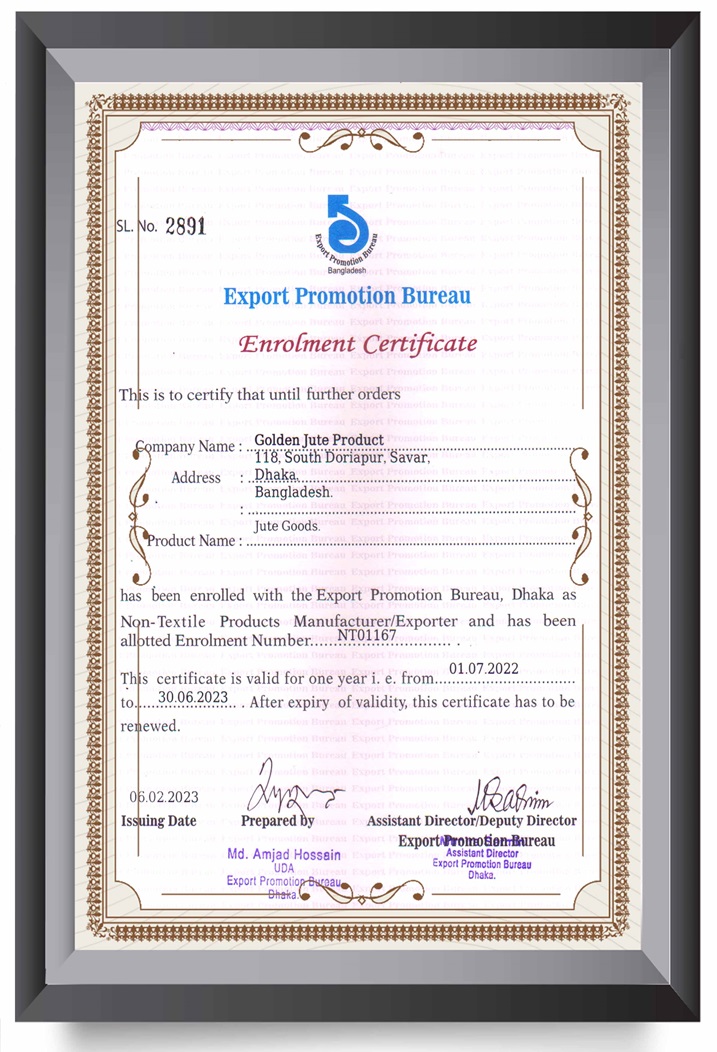 SL. No. 2891
Export Promotion Bureau
Bangladesh
Export Promotion Bureau
Enrolment Certificate
This is to certify that until further orders
Company Name : Golden Jute Product
Address : 118, South Doriapur, Savar,
Dhaka,
Bangladesh.
:
Product Name : Jute Goods.
has been enrolled with the Export Promotion Bureau, Dhaka as
Non-Textile Products Manufacturer/Exporter and has been
allotted Enrolment Number..... NT01167 ..... .
This certificate is valid for one year i. e. from..... 01.07.2022 .....
to..... 30.06.2023 ..... . After expiry of validity, this certificate has to be
renewed.
06.02.2023
Issuing Date
Prepared by
Assistant Director/Deputy Director
Export Promotion Bureau
Md. Amjad Hossain
UDA
Export Promotion Bureau
Dhaka.
Assistant Director
Export Promotion Bureau
Dhaka.